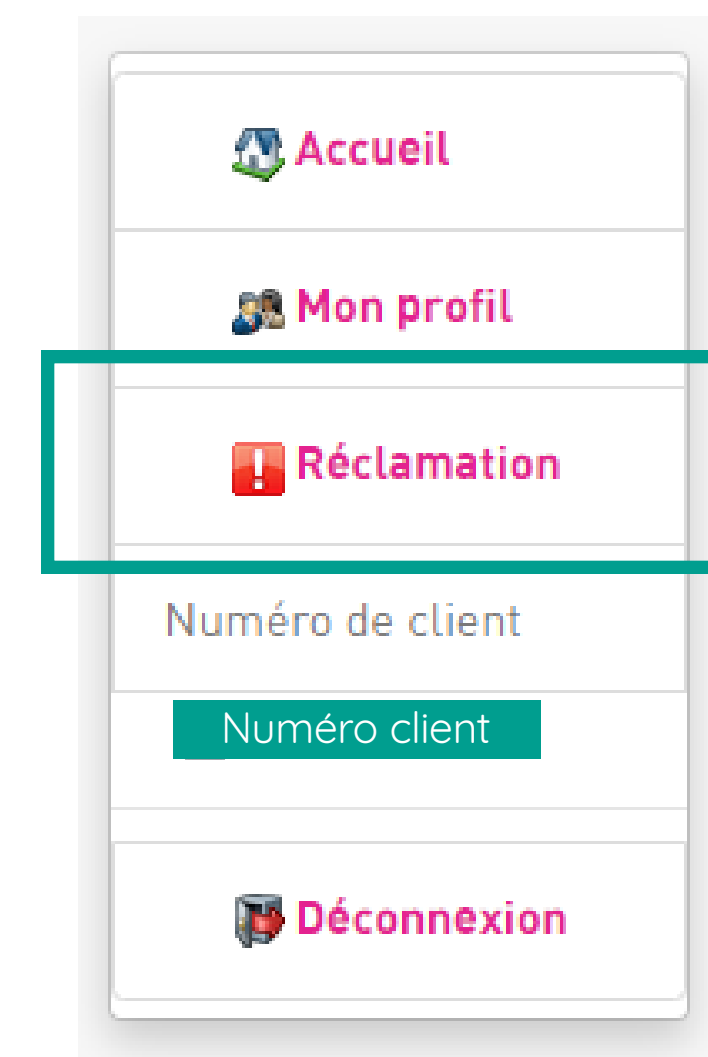 Accueil
Mon profil
Réclamation
Numéro de client
Numéro client
Déconnexion